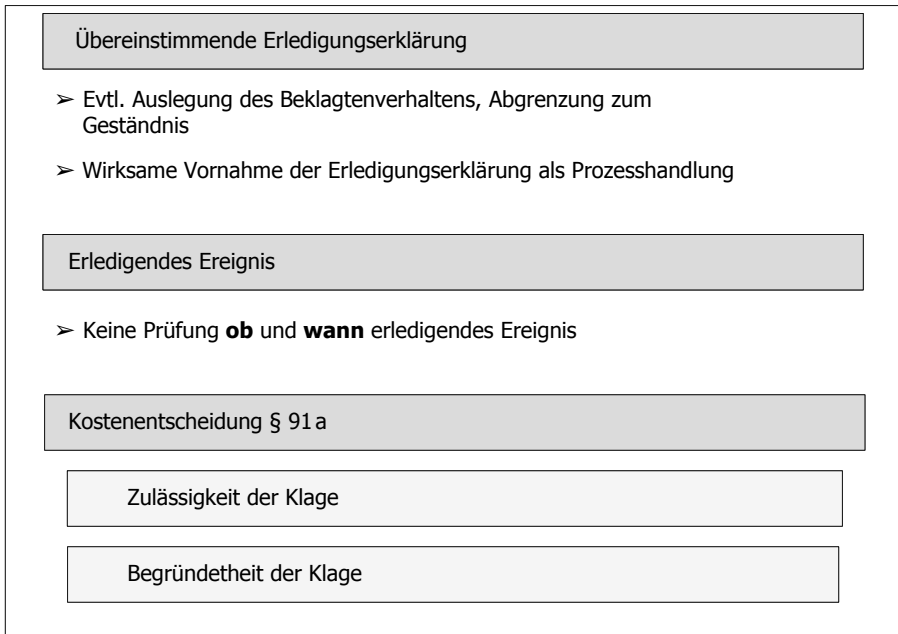 Übereinstimmende Erledigungserklärung
➢ Evtl. Auslegung des Beklagtenverhaltens, Abgrenzung zum
Geständnis
➢ Wirksame Vornahme der Erledigungserklärung als Prozesshandlung
Erledigendes Ereignis
➢ Keine Prüfung ob und wann erledigendes Ereignis
Kostenentscheidung § 91a
Zulässigkeit der Klage
Begründetheit der Klage